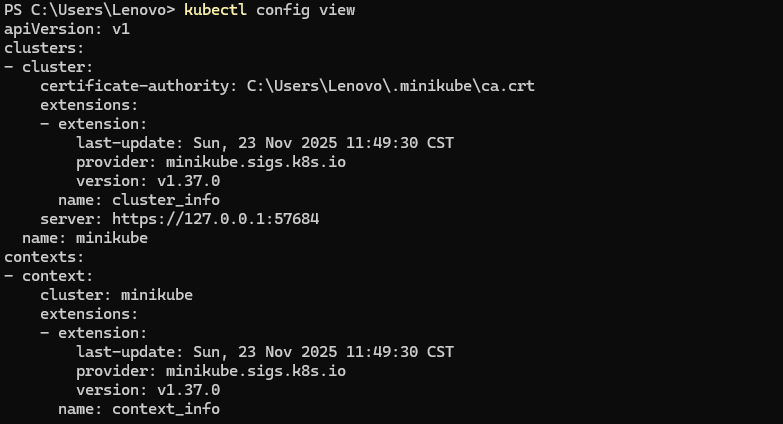 PS C:\Users\Lenovo> kubectl config view
apiVersion: v1
clusters:
- cluster:
    certificate-authority: C:\Users\Lenovo\.minikube\ca.crt
    extensions:
    - extension:
        last-update: Sun, 23 Nov 2025 11:49:30 CST
        provider: minikube.sigs.k8s.io
        version: v1.37.0
      name: cluster_info
    server: https://127.0.0.1:57684
  name: minikube
contexts:
- context:
    cluster: minikube
    extensions:
    - extension:
        last-update: Sun, 23 Nov 2025 11:49:30 CST
        provider: minikube.sigs.k8s.io
        version: v1.37.0
      name: context_info